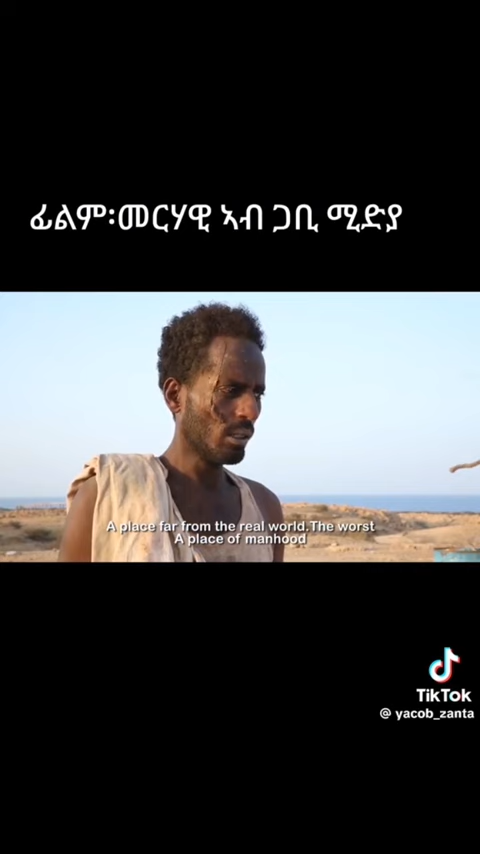 ፊልም፡መርሃዊ ኣብ ጋቢ ሚድያ
A place far from the real world.The worst
A place of manhood
TikTok
@ yacob_zanta